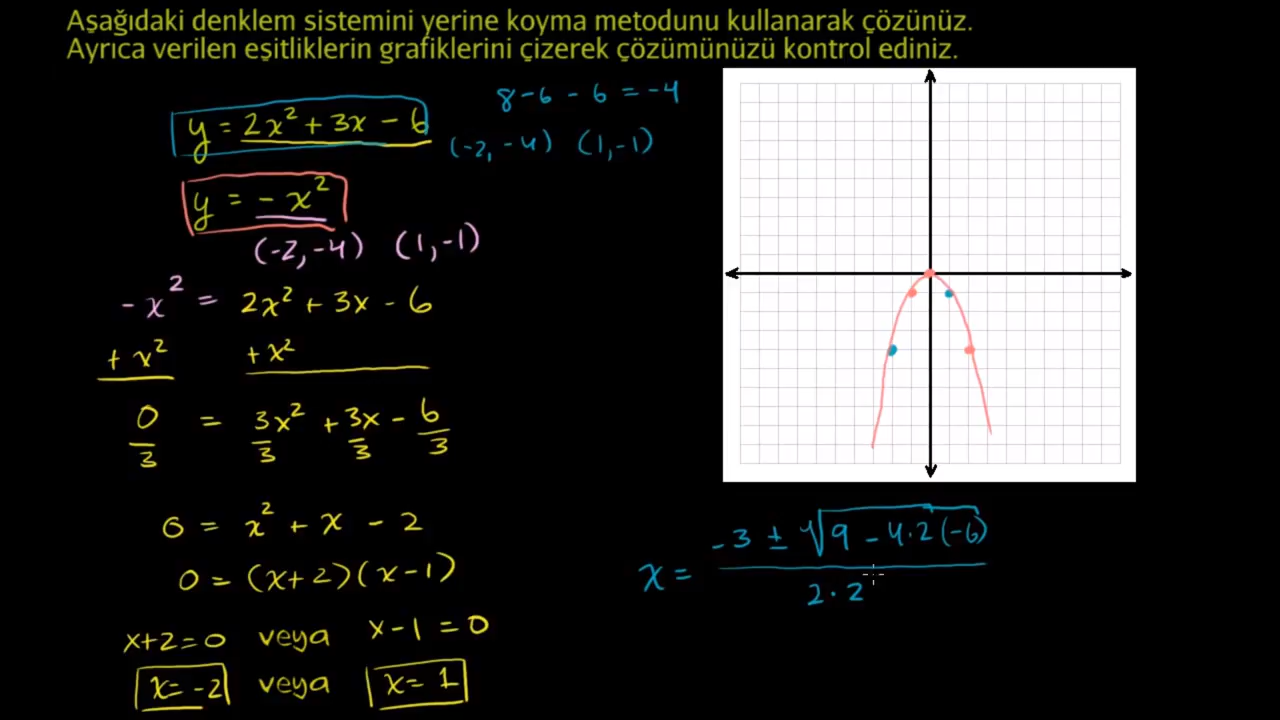 Aşağıdaki denklem sistemini yerine koyma metodunu kullanarak çözünüz.
Ayrıca verilen eşitliklerin grafiklerini çizerek çözümünüzü kontrol ediniz.
8-6-6=-4
y = 2x² + 3x - 6
(-2, -4) (1,-1)
y = -x²
(-2,-4) (1,-1)
-x² = 2x² + 3x - 6
+x² +x²
0/3 = 3x²/3 + 3x/3 - 6/3
0 = x² + x - 2
0 = (x+2)(x-1)
x+2=0 veya x-1=0
x=-2 veya x=1
x = (-3 ± √(9 - 4·2(-6))) / (2·2)